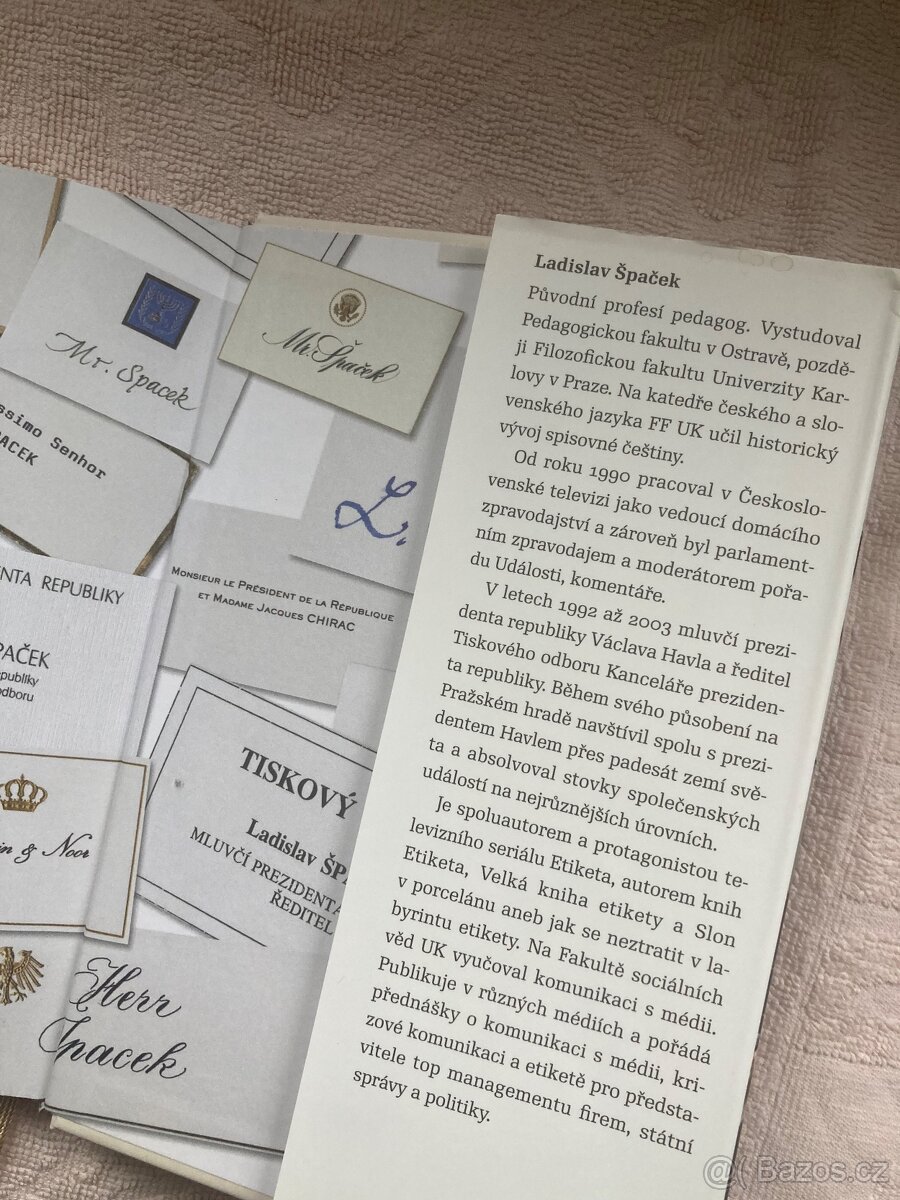 Mr. Spacek
Mr. Špaček
ssimo Senhor
PACEK
L.
MONSIEUR LE PRÉSIDENT DE LA RÉPUBLIQUE
ET MADAME JACQUES CHIRAC
ENTA REPUBLIKY
PAČEK
epubliky
odboru
TISKOVÝ
Ladislav ŠPA
MLUVČÍ PREZIDENTA
ŘEDITEL
in & Noor
Herr
Spacek
Ladislav Špaček
Původní profesí pedagog. Vystudoval
Pedagogickou fakultu v Ostravě, pozdě-
ji Filozofickou fakultu Univerzity Kar-
lovy v Praze. Na katedře českého a slo-
venského jazyka FF UK učil historický
vývoj spisovné češtiny.
Od roku 1990 pracoval v Českoslo-
venské televizi jako vedoucí domácího
zpravodajství a zároveň byl parlament-
ním zpravodajem a moderátorem pořa-
du Události, komentáře.
V letech 1992 až 2003 mluvčí prezi-
denta republiky Václava Havla a ředitel
Tiskového odboru Kanceláře preziden-
ta republiky. Během svého působení na
Pražském hradě navštívil spolu s prezi-
dentem Havlem přes padesát zemí svě-
ta a absolvoval stovky společenských
událostí na nejrůznějších úrovních.
Je spoluautorem a protagonistou te-
levizního seriálu Etiketa, autorem knih
Etiketa, Velká kniha etikety a Slon
v porcelánu aneb jak se neztratit v la-
byrintu etikety. Na Fakultě sociálních
věd UK vyučoval komunikaci s médii.
Publikuje v různých médiích a pořádá
přednášky o komunikaci s médii, kri-
zové komunikaci a etiketě pro předsta-
vitele top managementu firem, státní
správy a politiky.
@( Bazos.cz